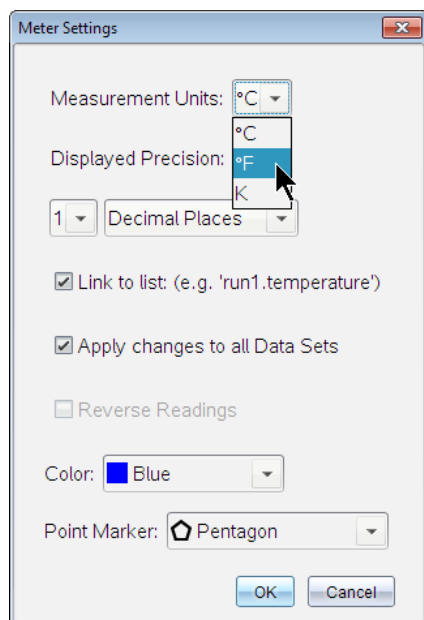 Meter Settings
Measurement Units: °C
°C
°F
K
Displayed Precision:
1 Decimal Places
Link to list: (e.g. 'run1.temperature')
Apply changes to all Data Sets
Reverse Readings
Color: Blue
Point Marker: Pentagon
OK Cancel